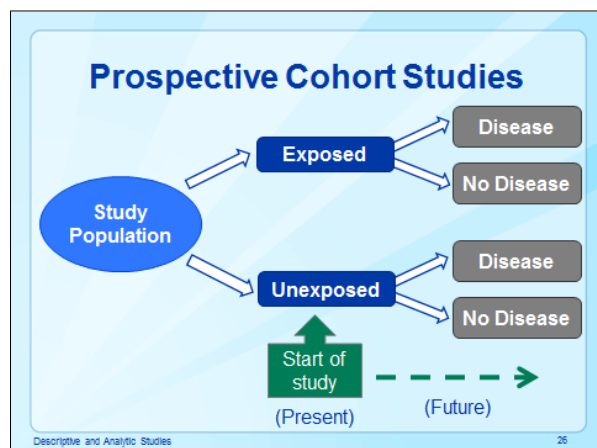 Prospective Cohort Studies
Disease
Exposed
No Disease
Study
Population
Disease
Unexposed
No Disease
Start of
study
(Present)
(Future)
Descriptive and Analytic Studies
26